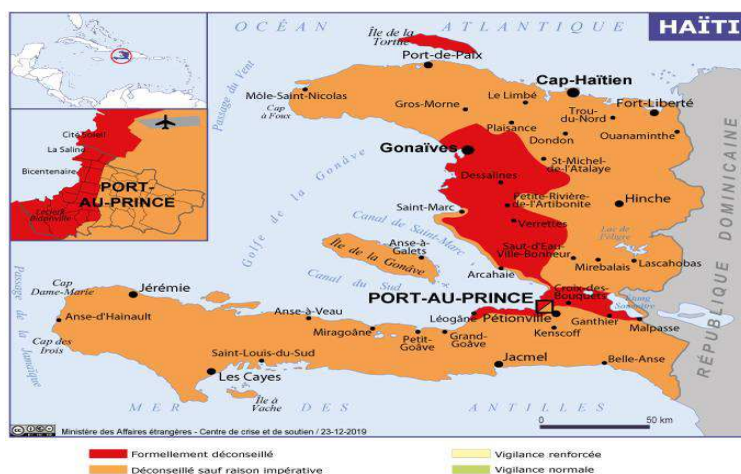 OCÉAN ATLANTIQUE
HAÏTI
Île de la
Tortue
Port-de-Paix
Cap-Haïtien
Passage du Vent
Môle-Saint-Nicolas
Cap
à Foux
Gros-Morne
Le Limbé
Trou-
du-Nord
Fort-Liberté
Plaisance
Dondon
Ouanaminthe
Gonaïves
St-Michel-
de-l'Atalaye
Dessalines
Petite-Rivière-
de-l'Artibonite
Hinche
Saint-Marc
Verrettes
Golfe de la Gonâve
Canal de Saint-Marc
Lac de
Péligre
Anse-à-
Galets
Île de la Gonâve
Saut-d'Eau-
Ville-Bonheur
Mirebalais
Lascahobas
Arcahaie
Canal du Sud
PORT-AU-PRINCE
Croix-des-
Bouquets
Étang
Saumâtre
Cité Soleil
La Saline
Bicentenaire
PORT-
AU-PRINCE
Cap
Dame-Marie
Jérémie
Anse-à-Veau
Léogâne
Pétionville
Ganthier
Malpasse
Anse-d'Hainault
Miragoâne
Petit-
Goâve
Grand-
Goâve
Kenscoff
Cap des
Irois
Saint-Louis-du-Sud
Jacmel
Belle-Anse
Les Cayes
Passage de la Jamaïque
Île à
Vache
RÉPUBLIQUE DOMINICAINE
MER DES ANTILLES
0 50 km
Ministère des Affaires étrangères - Centre de crise et de soutien / 23-12-2019
Formellement déconseillé
Vigilance renforcée
Déconseillé sauf raison impérative
Vigilance normale